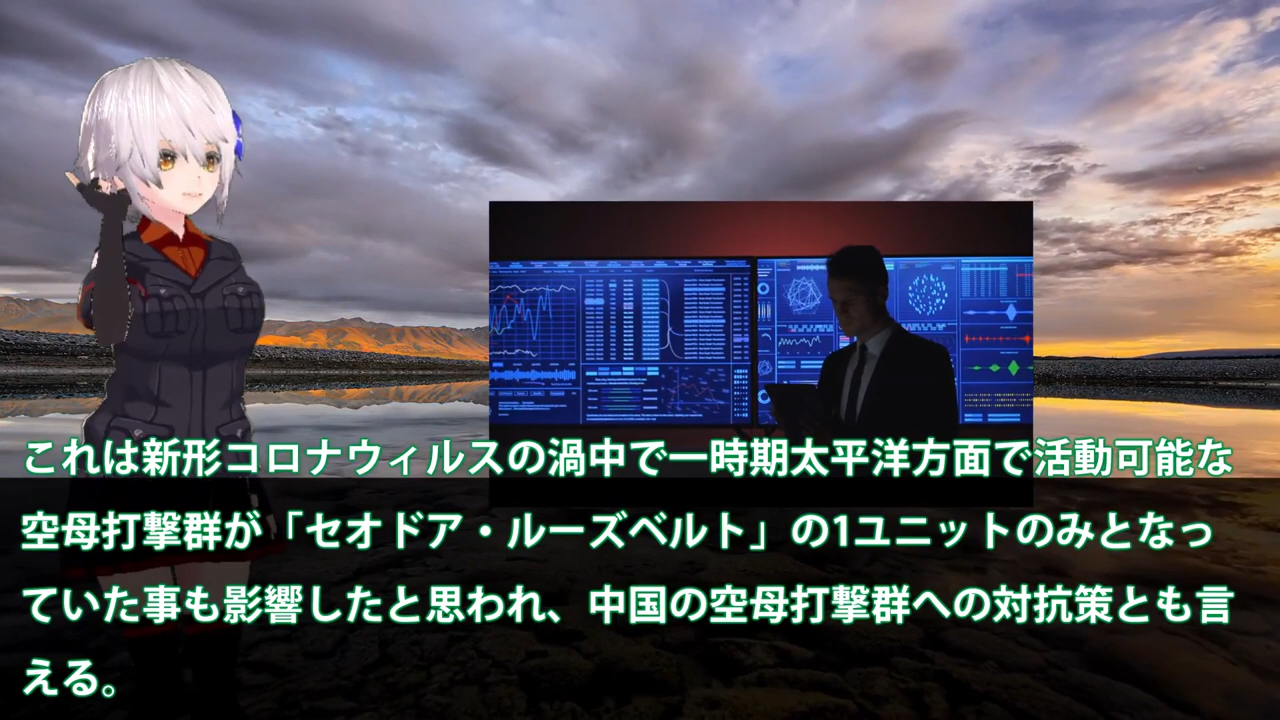 これは新形コロナウィルスの渦中で一時期太平洋方面で活動可能な
空母打撃群が「セオドア・ルーズベルト」の1ユニットのみとなっ
ていた事も影響したと思われ、中国の空母打撃群への対抗策とも言
える。